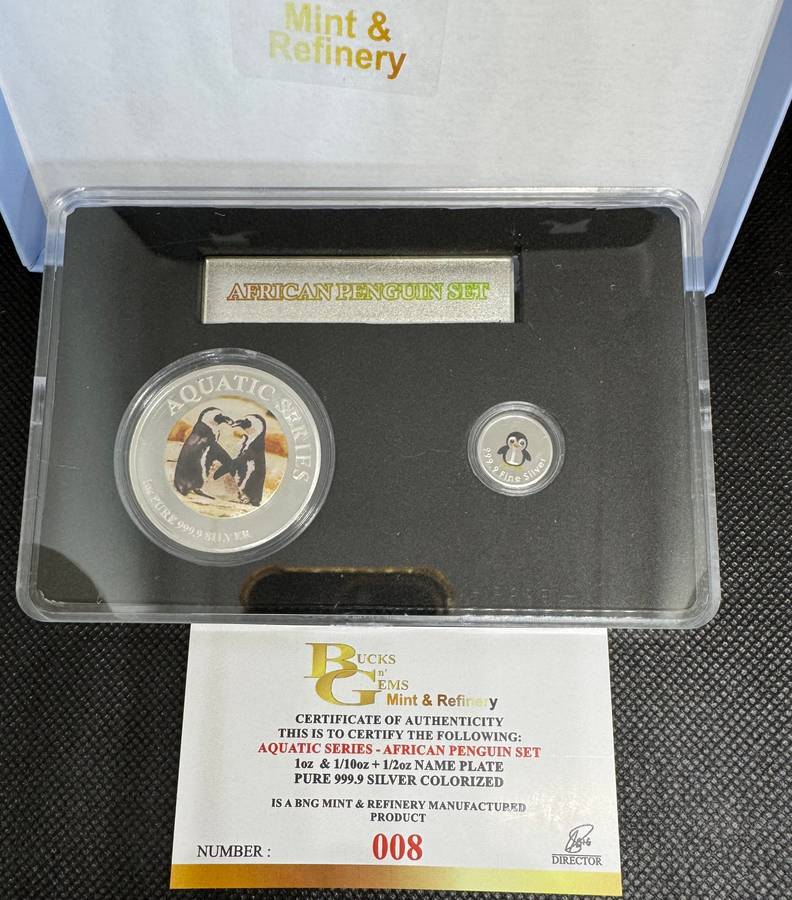 Mint &
Refinery
AFRICAN PENGUIN SET
AQUATIC SERIES
1oz PURE 999.9 SILVER
999.9 Fine Silver
BUCKS
n'
GEMS
Mint & Refinery
CERTIFICATE OF AUTHENTICITY
THIS IS TO CERTIFY THE FOLLOWING:
AQUATIC SERIES - AFRICAN PENGUIN SET
1oz & 1/10oz + 1/2oz NAME PLATE
PURE 999.9 SILVER COLORIZED
IS A BNG MINT & REFINERY MANUFACTURED
PRODUCT
NUMBER : 008
DIRECTOR